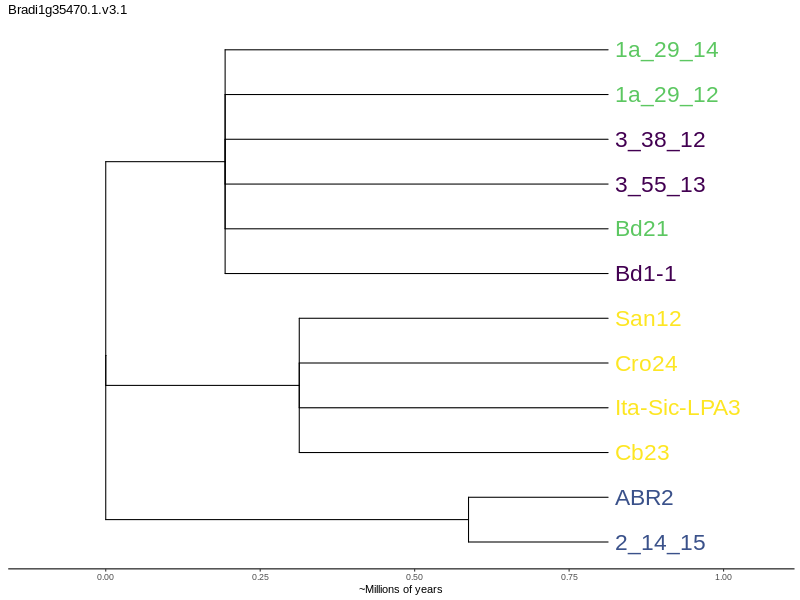 Bradi1g35470.1.v3.1
1a_29_14
1a_29_12
3_38_12
3_55_13
Bd21
Bd1-1
San12
Cro24
Ita-Sic-LPA3
Cb23
ABR2
2_14_15
0.00 0.25 0.50 0.75 1.00
~Millions of years